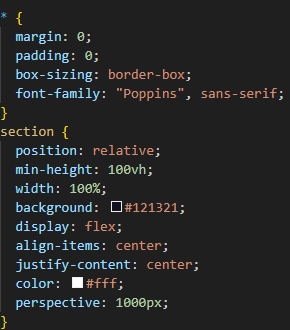 * {
  margin: 0;
  padding: 0;
  box-sizing: border-box;
  font-family: "Poppins", sans-serif;
}
section {
  position: relative;
  min-height: 100vh;
  width: 100%;
  background: #121321;
  display: flex;
  align-items: center;
  justify-content: center;
  color: #fff;
  perspective: 1000px;
}